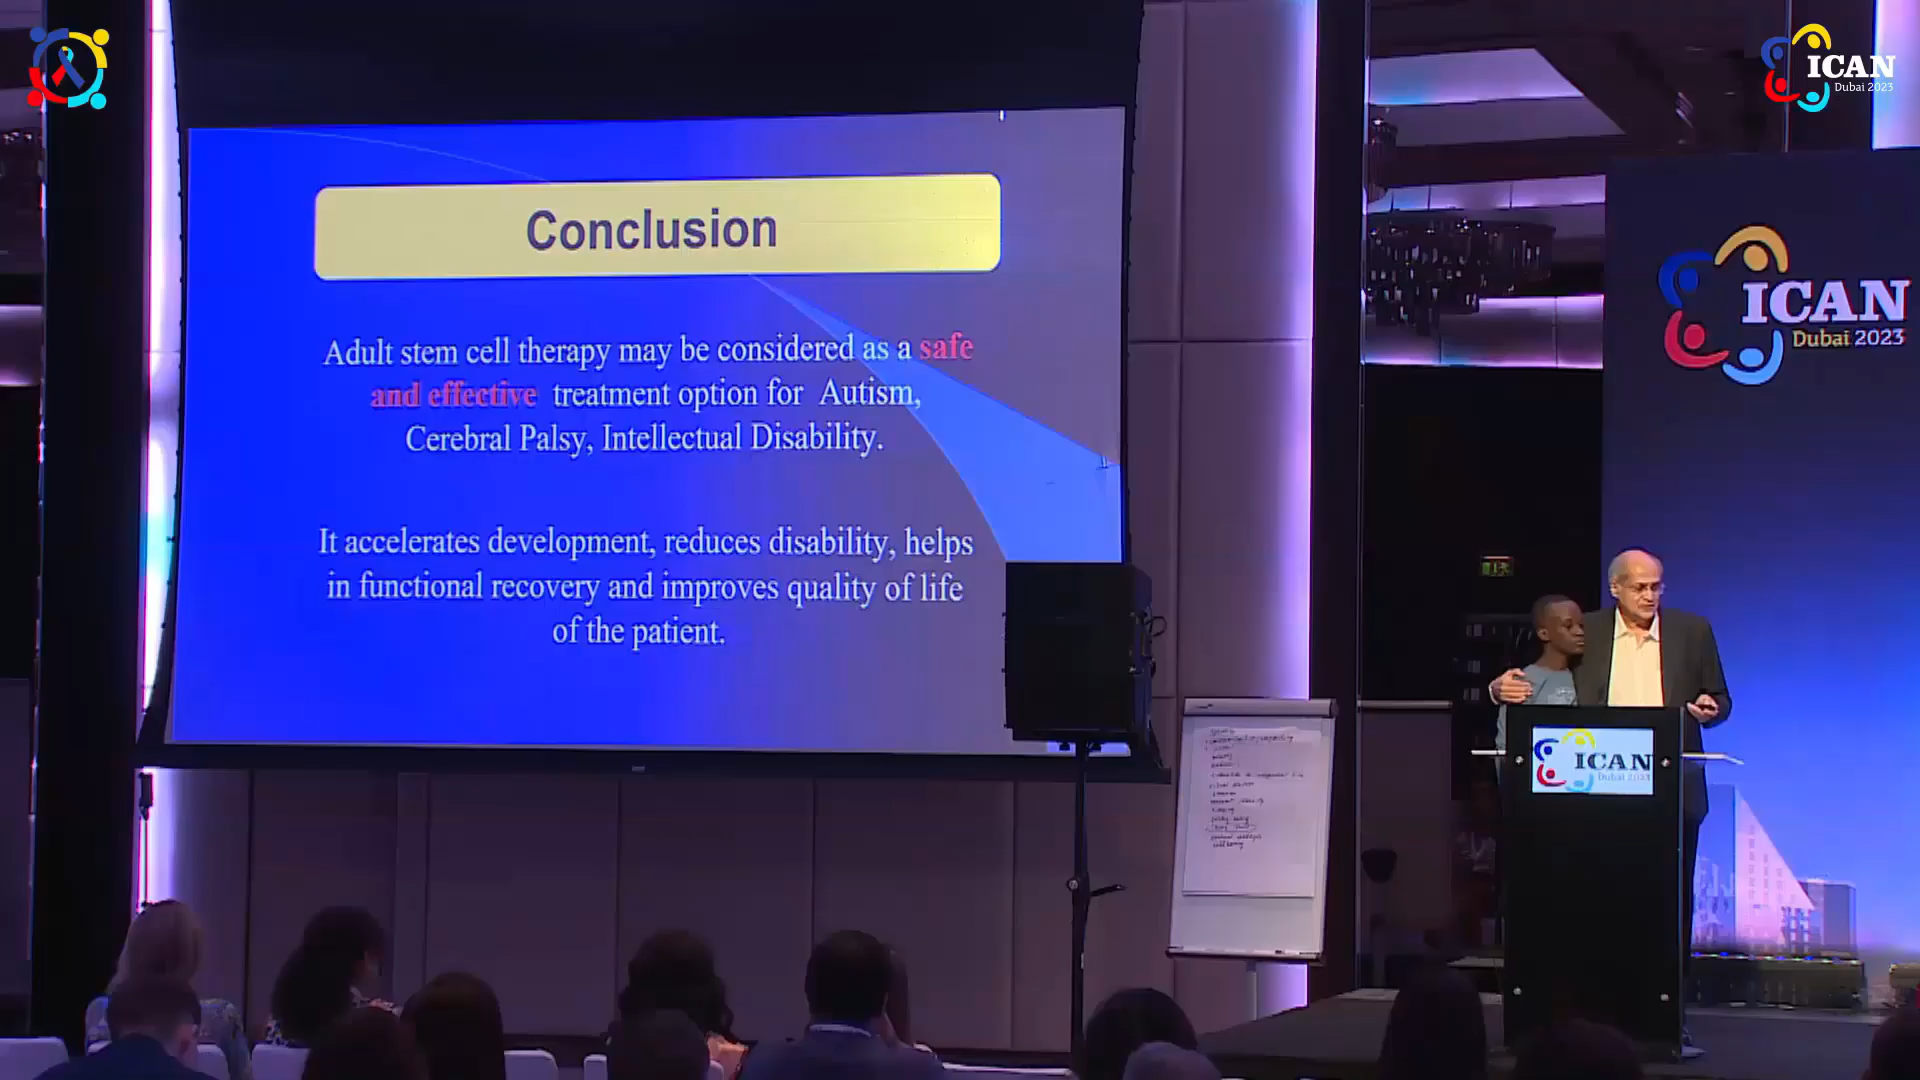 ICAN
Dubai 2023
Conclusion
Adult stem cell therapy may be considered as a safe
and effective treatment option for Autism,
Cerebral Palsy, Intellectual Disability.
It accelerates development, reduces disability, helps
in functional recovery and improves quality of life
of the patient.
ICAN
Dubai 2023
ICAN
Dubai 2023